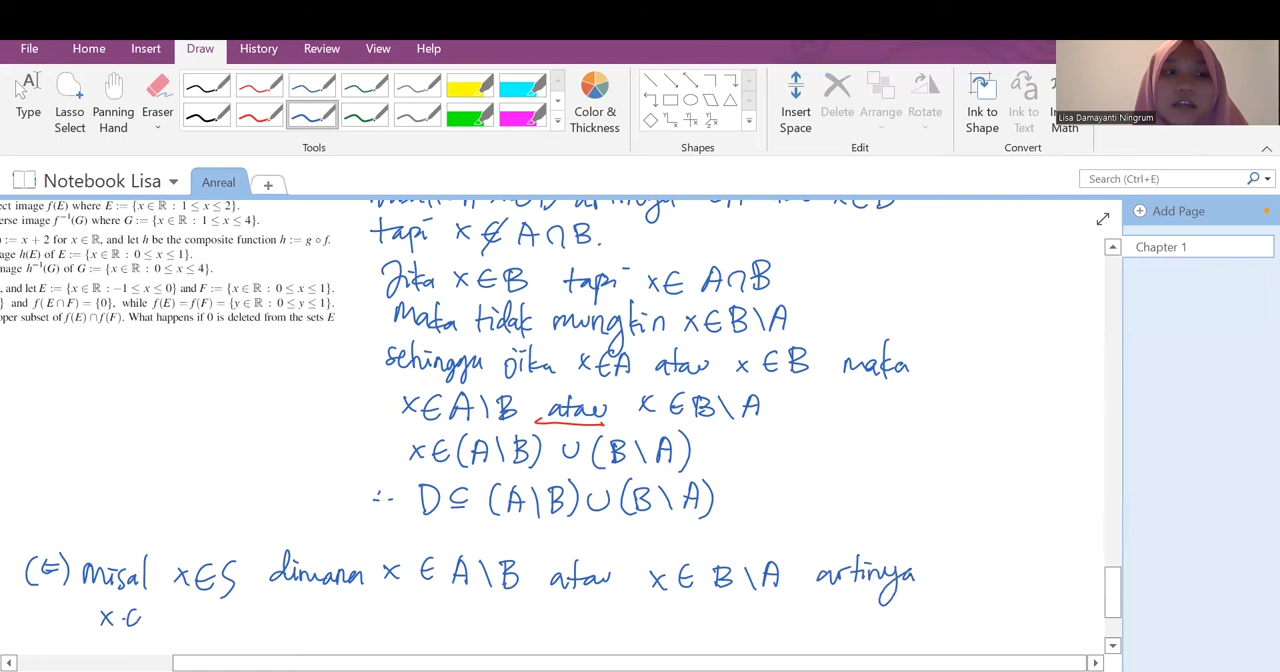 File Home Insert Draw History Review View Help
Type
Lasso Select
Panning Hand
Eraser
Color & Thickness
Insert Space
Delete
Arrange
Rotate
Ink to Shape
Ink to Text
Math
Tools
Shapes
Edit
Convert
Lisa Damayanti Ningrum
Notebook Lisa
Anreal
Search (Ctrl+E)
Add Page
Chapter 1
ect image f(E) where E := {x ∈ ℝ : 1 ≤ x ≤ 2}.
erse image f⁻¹(G) where G := {x ∈ ℝ : 1 ≤ x ≤ 4}.
:= x + 2 for x ∈ ℝ, and let h be the composite function h := g ∘ f.
age h(E) of E := {x ∈ ℝ : 0 ≤ x ≤ 1}.
image h⁻¹(G) of G := {x ∈ ℝ : 0 ≤ x ≤ 4}.
, and let E := {x ∈ ℝ : −1 ≤ x ≤ 0} and F := {x ∈ ℝ : 0 ≤ x ≤ 1}.
} and f(E ∩ F) = {0}, while f(E) = f(F) = {y ∈ ℝ : 0 ≤ y ≤ 1}.
oper subset of f(E) ∩ f(F). What happens if 0 is deleted from the sets E
artinya
tapi x ∉ A ∩ B.
Jika x ∈ B tapi x ∈ A ∩ B
Maka tidak mungkin x ∈ B \ A
sehingga jika x ∈ A atau x ∈ B maka
x ∈ A \ B atau x ∈ B \ A
x ∈ (A \ B) ∪ (B \ A)
∴ D ⊆ (A \ B) ∪ (B \ A)
(⇐) Misal x ∈ S dimana x ∈ A \ B atau x ∈ B \ A artinya
x